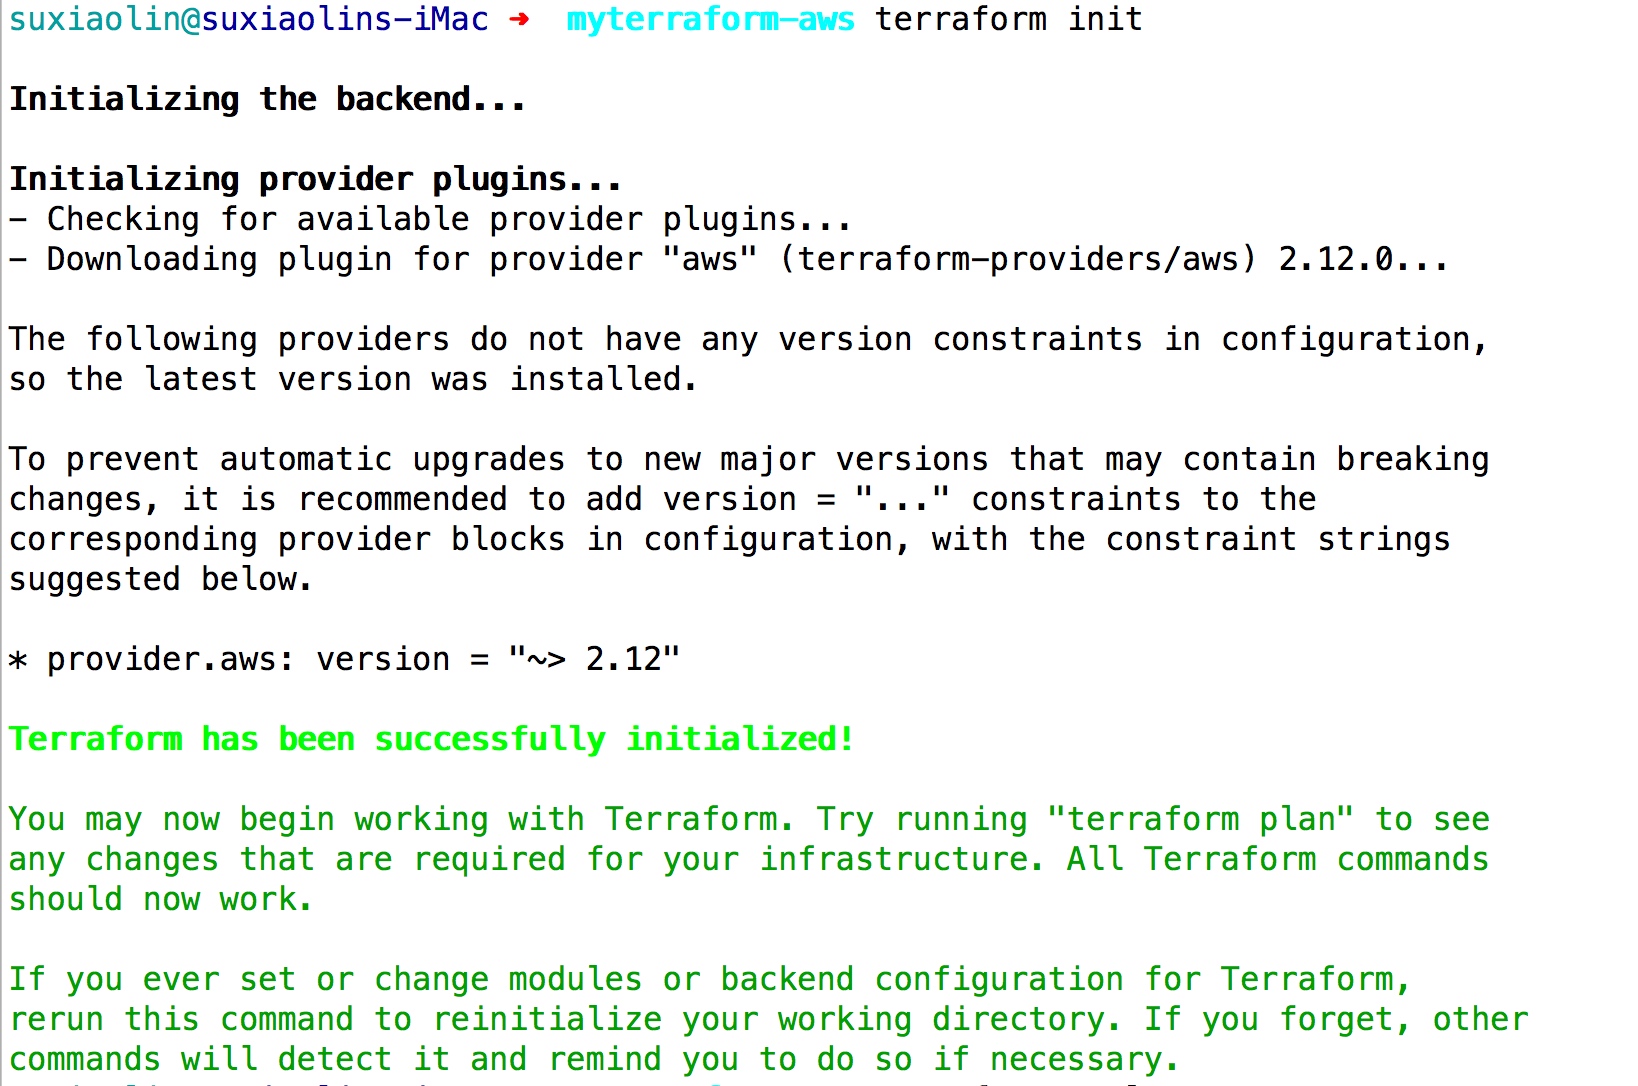 suxiaolin@suxiaolins-iMac ➜ myterraform-aws terraform init
Initializing the backend...
Initializing provider plugins...
- Checking for available provider plugins...
- Downloading plugin for provider "aws" (terraform-providers/aws) 2.12.0...
The following providers do not have any version constraints in configuration,
so the latest version was installed.
To prevent automatic upgrades to new major versions that may contain breaking
changes, it is recommended to add version = "..." constraints to the
corresponding provider blocks in configuration, with the constraint strings
suggested below.
* provider.aws: version = "~> 2.12"
Terraform has been successfully initialized!
You may now begin working with Terraform. Try running "terraform plan" to see
any changes that are required for your infrastructure. All Terraform commands
should now work.
If you ever set or change modules or backend configuration for Terraform,
rerun this command to reinitialize your working directory. If you forget, other
commands will detect it and remind you to do so if necessary.